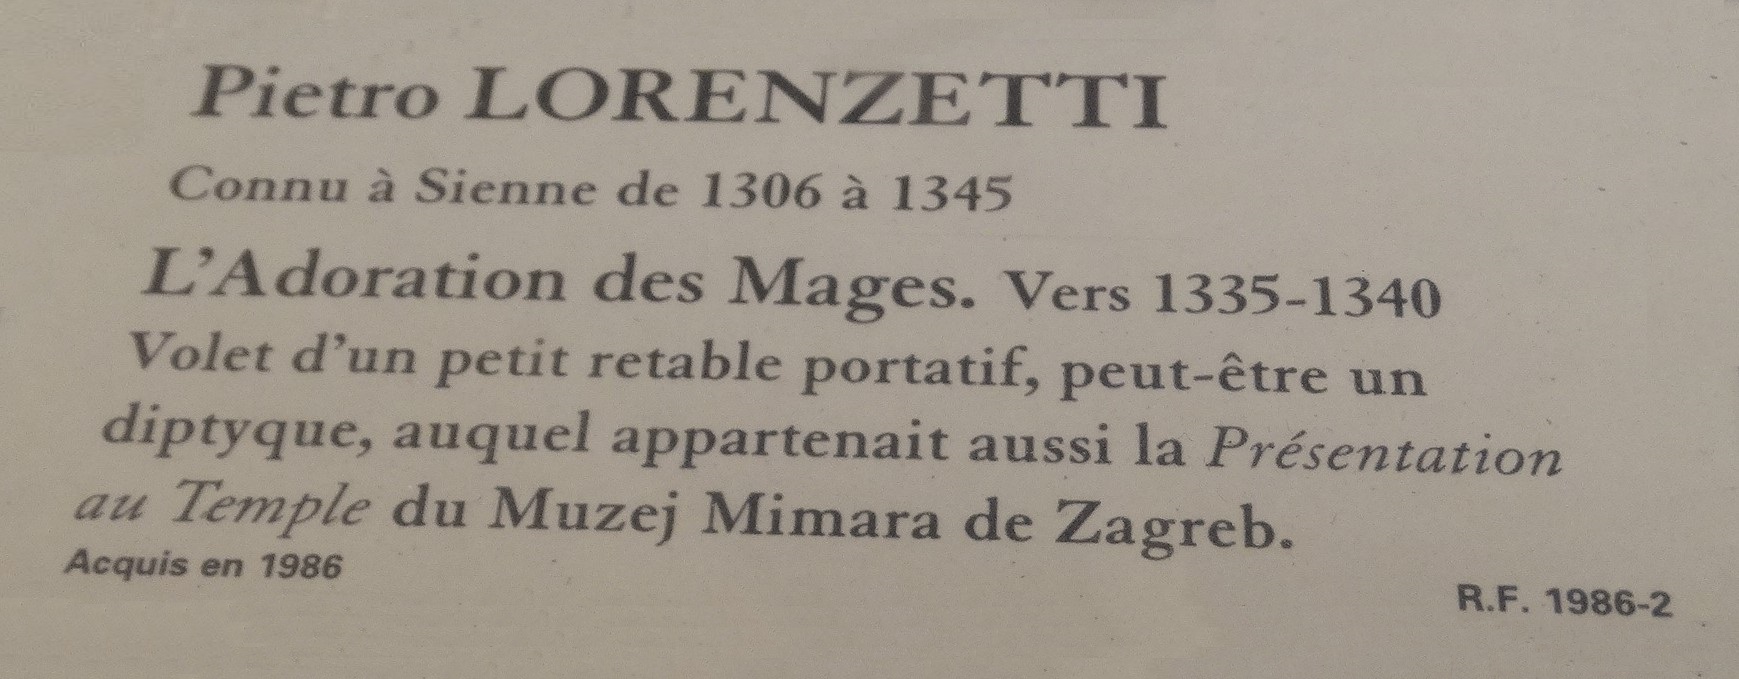 Pietro LORENZETTI
Connu à Sienne de 1306 à 1345
L'Adoration des Mages. Vers 1335-1340
Volet d'un petit retable portatif, peut-être un
diptyque, auquel appartenait aussi la Présentation
au Temple du Muzej Mimara de Zagreb.
Acquis en 1986
R.F. 1986-2